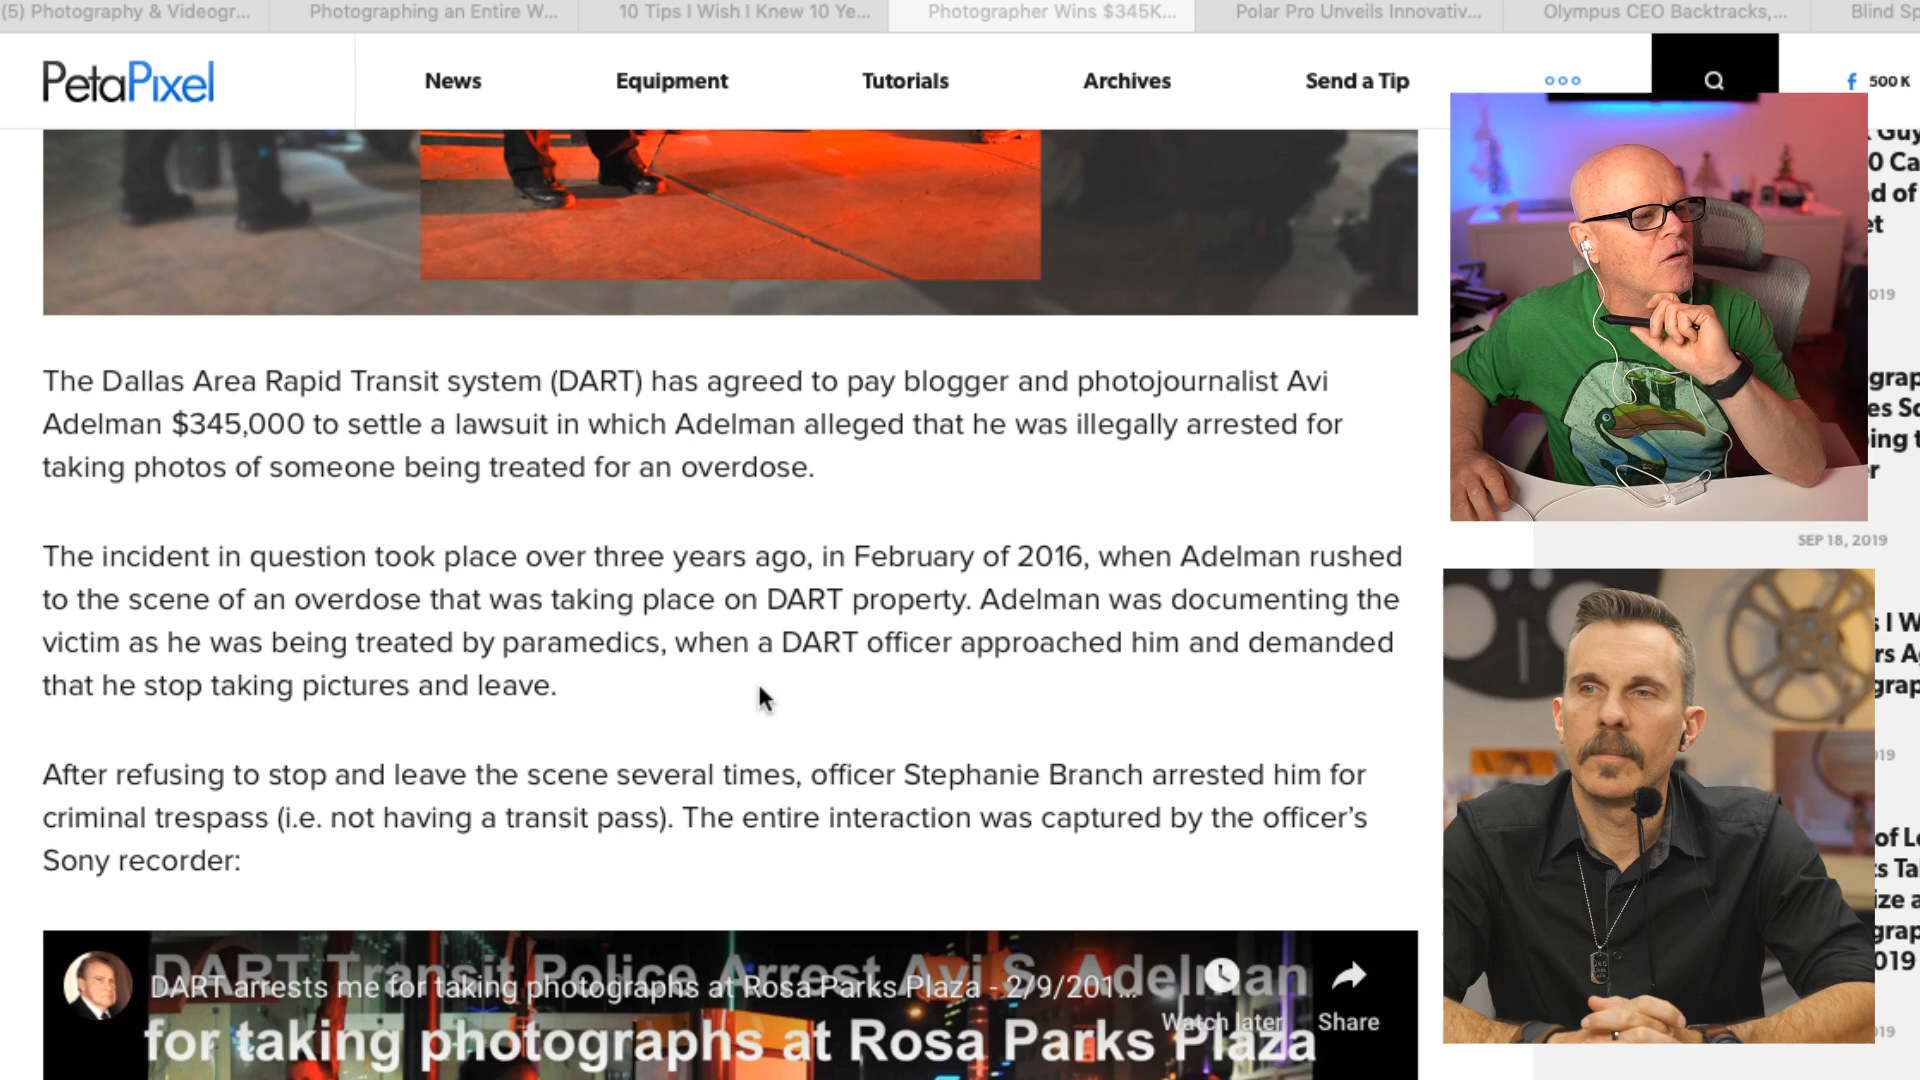 (5) Photography & Videogr...
Photographing an Entire W...
10 Tips I Wish I Knew 10 Ye...
Photographer Wins $345K...
Polar Pro Unveils Innovativ...
Olympus CEO Backtracks,...
Blind Sp
PetaPixel
News
Equipment
Tutorials
Archives
Send a Tip
500 K
Guy
0 Ca
d of
et
019
The Dallas Area Rapid Transit system (DART) has agreed to pay blogger and photojournalist Avi
Adelman $345,000 to settle a lawsuit in which Adelman alleged that he was illegally arrested for
taking photos of someone being treated for an overdose.
grap
es Sc
ing t
r
SEP 18, 2019
The incident in question took place over three years ago, in February of 2016, when Adelman rushed
to the scene of an overdose that was taking place on DART property. Adelman was documenting the
victim as he was being treated by paramedics, when a DART officer approached him and demanded
that he stop taking pictures and leave.
s I W
rs A
grap
019
After refusing to stop and leave the scene several times, officer Stephanie Branch arrested him for
criminal trespass (i.e. not having a transit pass). The entire interaction was captured by the officer's
Sony recorder:
of Le
s Ta
ize a
grap
019
19
DART Transit Police Arrest Avi S. Adelman
DART arrests me for taking photographs at Rosa Parks Plaza - 2/9/201...
Watch later
Share
for taking photographs at Rosa Parks Plaza